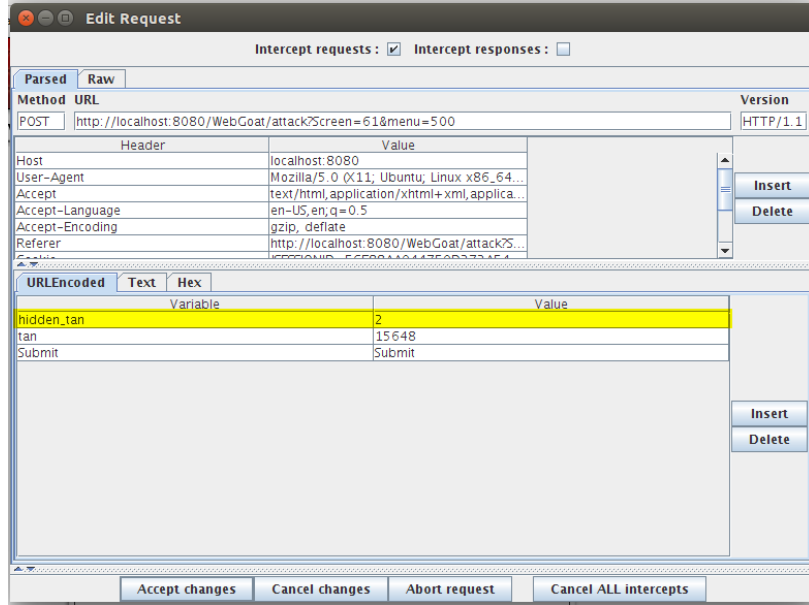 Edit Request
Intercept requests : Intercept responses :
Parsed Raw
Method URL Version
POST http://localhost:8080/WebGoat/attack?Screen=61&menu=500 HTTP/1.1
Header Value
Host localhost:8080
User-Agent Mozilla/5.0 (X11; Ubuntu; Linux x86_64...
Accept text/html,application/xhtml+xml,applica...
Insert
Accept-Language en-US,en;q=0.5
Delete
Accept-Encoding gzip, deflate
Referer http://localhost:8080/WebGoat/attack?S...
URLEncoded Text Hex
Variable Value
hidden_tan 2
tan 15648
Submit Submit
Insert
Delete
Accept changes Cancel changes Abort request Cancel ALL intercepts